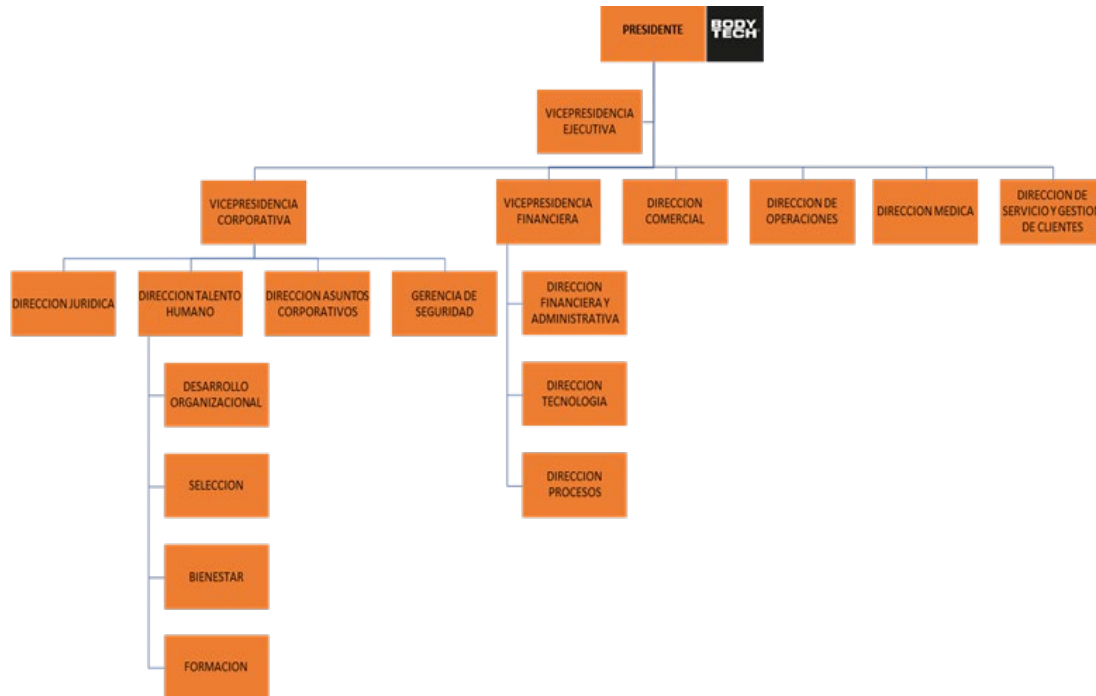 PRESIDENTE
BODY
TECH
VICEPRESIDENCIA
EJECUTIVA
VICEPRESIDENCIA
CORPORATIVA
VICEPRESIDENCIA
FINANCIERA
DIRECCION
COMERCIAL
DIRECCION DE
OPERACIONES
DIRECCION MEDICA
DIRECCION DE
SERVICIO Y GESTION
DE CLIENTES
DIRECCION JURIDICA
DIRECCION TALENTO
HUMANO
DIRECCION ASUNTOS
CORPORATIVOS
GERENCIA DE
SEGURIDAD
DIRECCION
FINANCIERA Y
ADMINISTRATIVA
DESARROLLO
ORGANIZACIONAL
DIRECCION
TECNOLOGIA
SELECCION
DIRECCION
PROCESOS
BIENESTAR
FORMACION